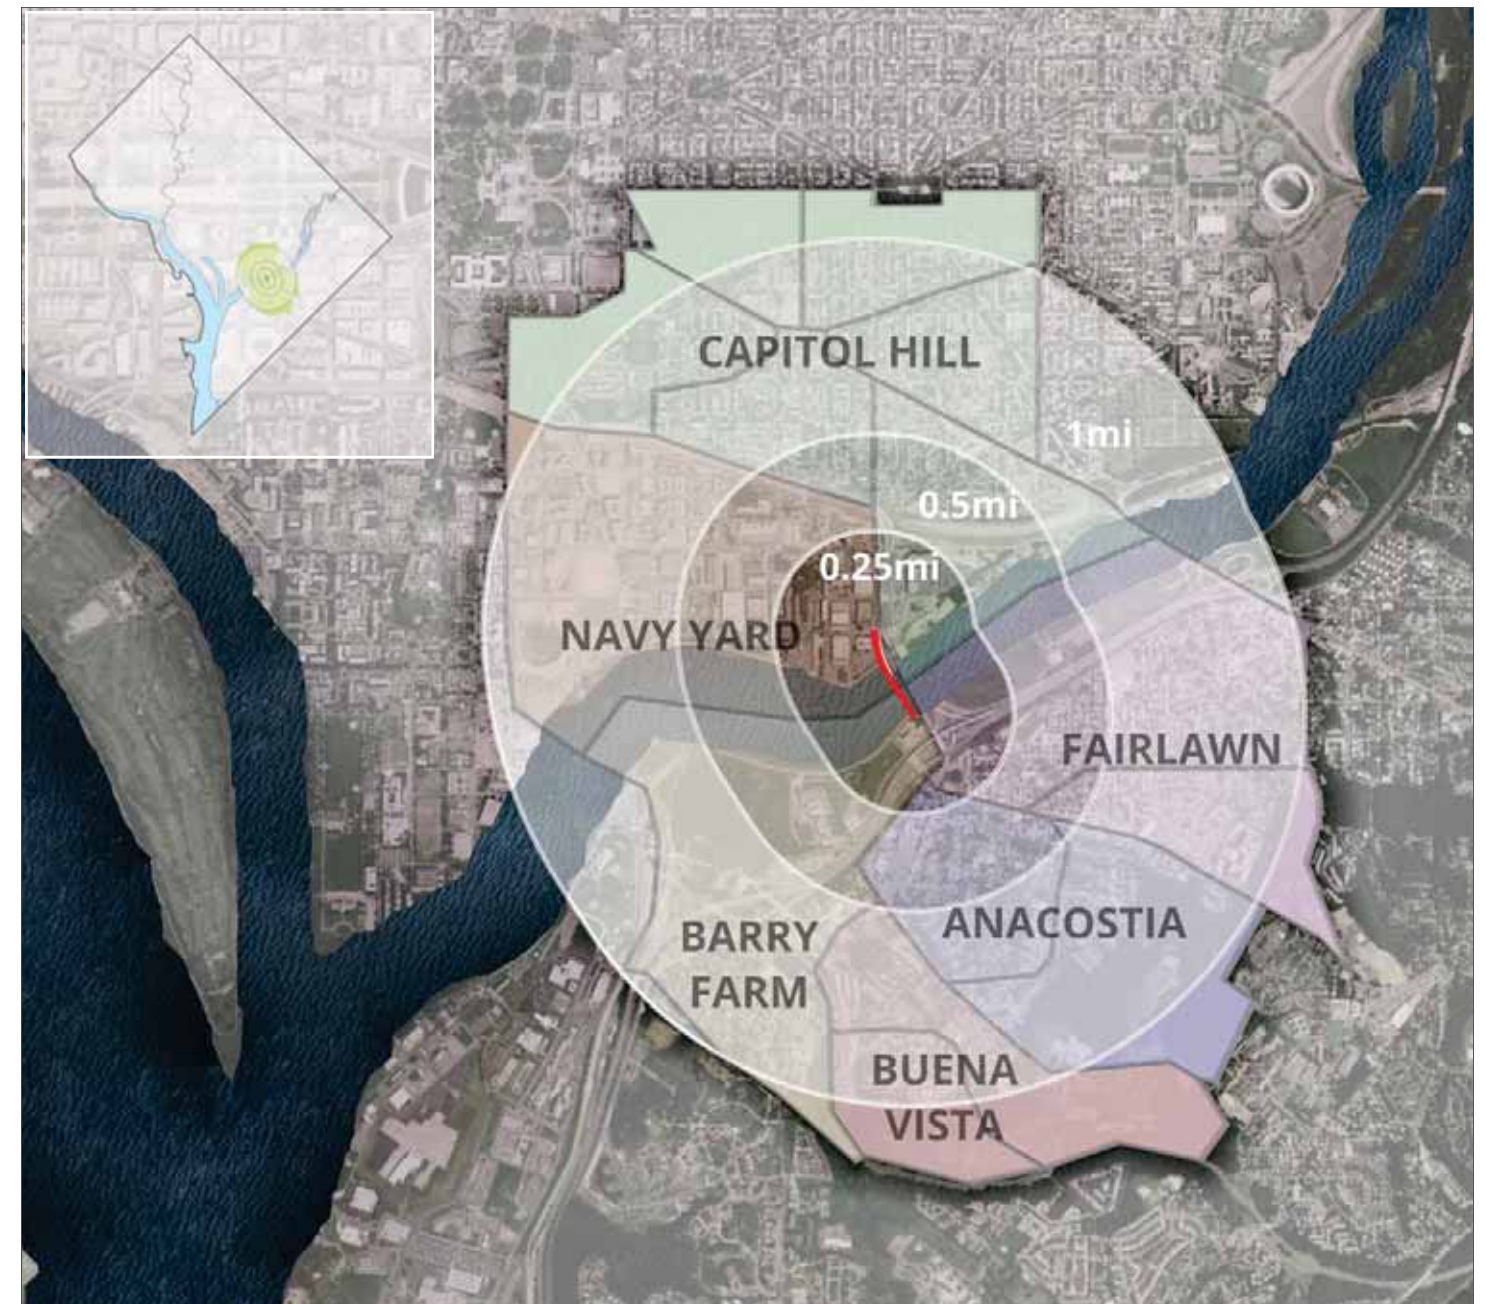 CAPITOL HILL
1mi
0.5mi
0.25mi
NAVY YARD
FAIRLAWN
ANACOSTIA
BARRY
FARM
BUENA
VISTA